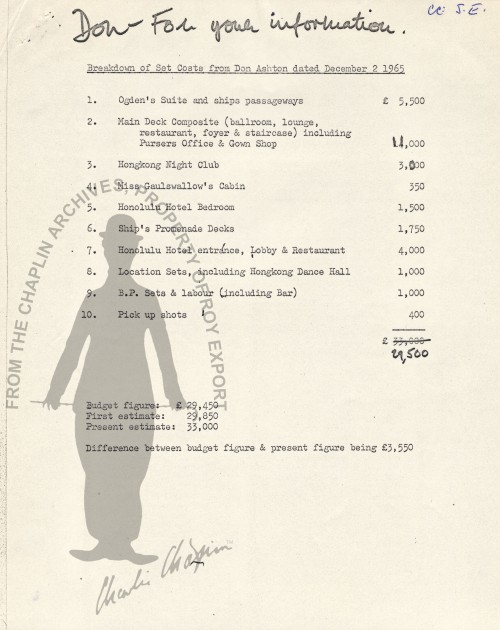 Don - For your information.
cc S.E.
Breakdown of Set Costs from Don Ashton dated December 2 1965
1. Ogden's Suite and ships passageways £ 5,500
2. Main Deck Composite (ballroom, lounge,
restaurant, foyer & staircase) including
Pursers Office & Gown Shop 11,000
3. Hongkong Night Club 3,000
4. Miss Gaulswallow's Cabin 350
5. Honolulu Hotel Bedroom 1,500
6. Ship's Promenade Decks 1,750
7. Honolulu Hotel entrance, Lobby & Restaurant 4,000
8. Location Sets, including Hongkong Dance Hall 1,000
9. B.P. Sets & labour (including Bar) 1,000
10. Pick up shots 400
£ 33,000
29,500
Budget figure: £ 29,450
First estimate: 29,850
Present estimate: 33,000
Difference between budget figure & present figure being £3,550
FROM THE CHAPLIN ARCHIVES, PROPERTY OF ROY EXPORT
Charlie Chaplin